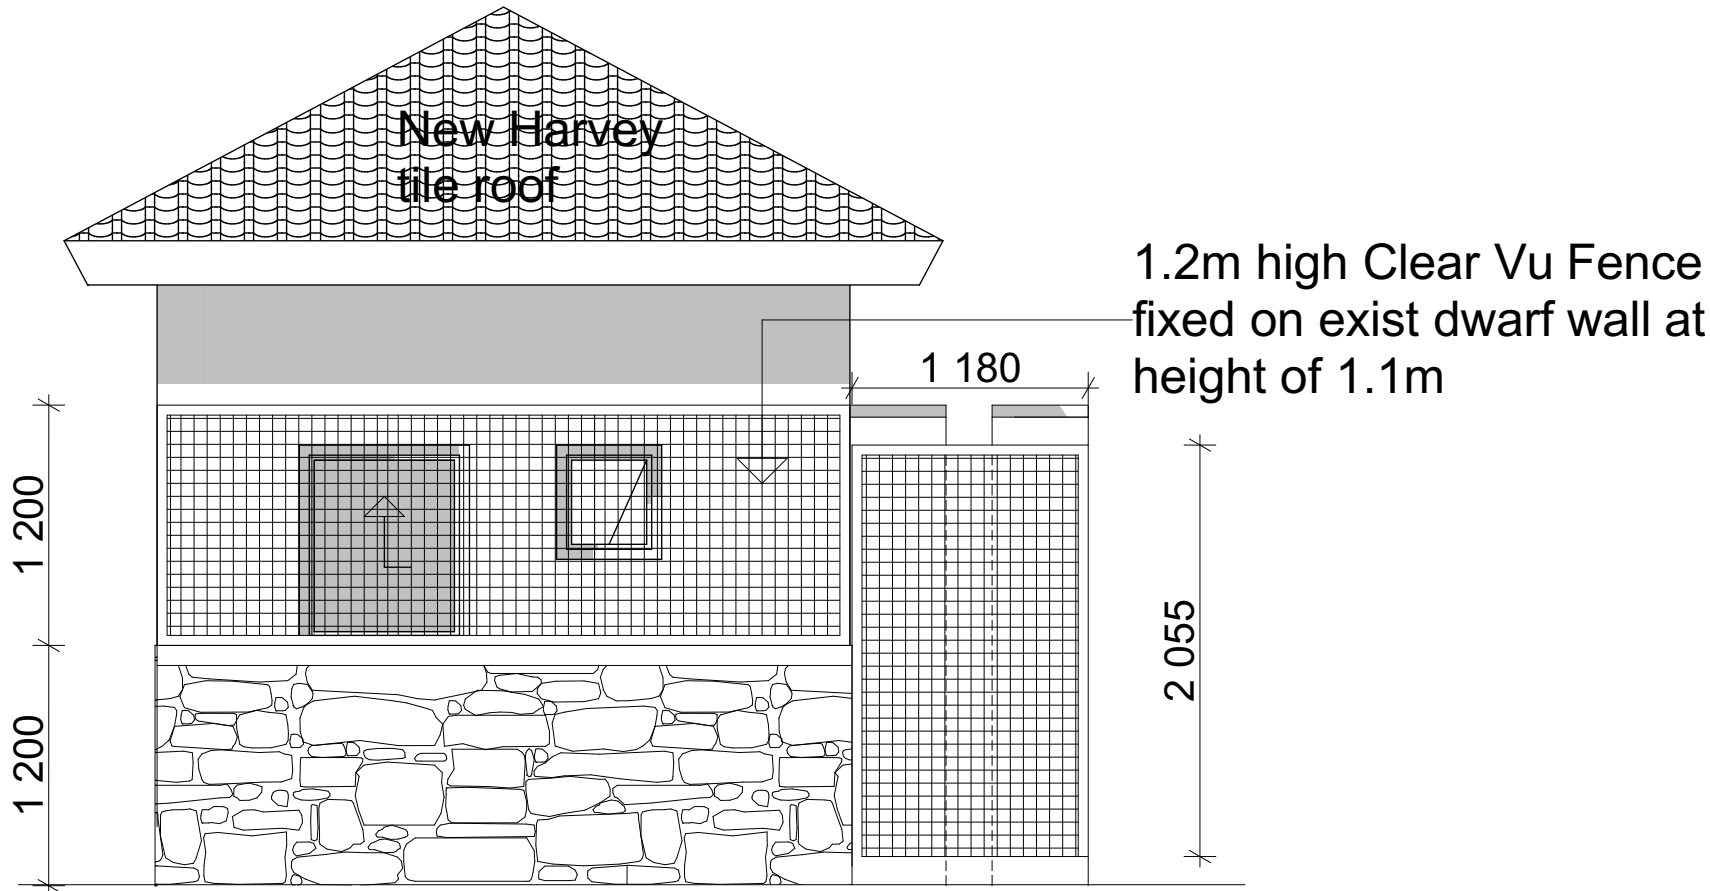 New Harvey
tile roof
1.2m high Clear Vu Fence
fixed on exist dwarf wall at
height of 1.1m
1 180
1 200
2 055
1 200